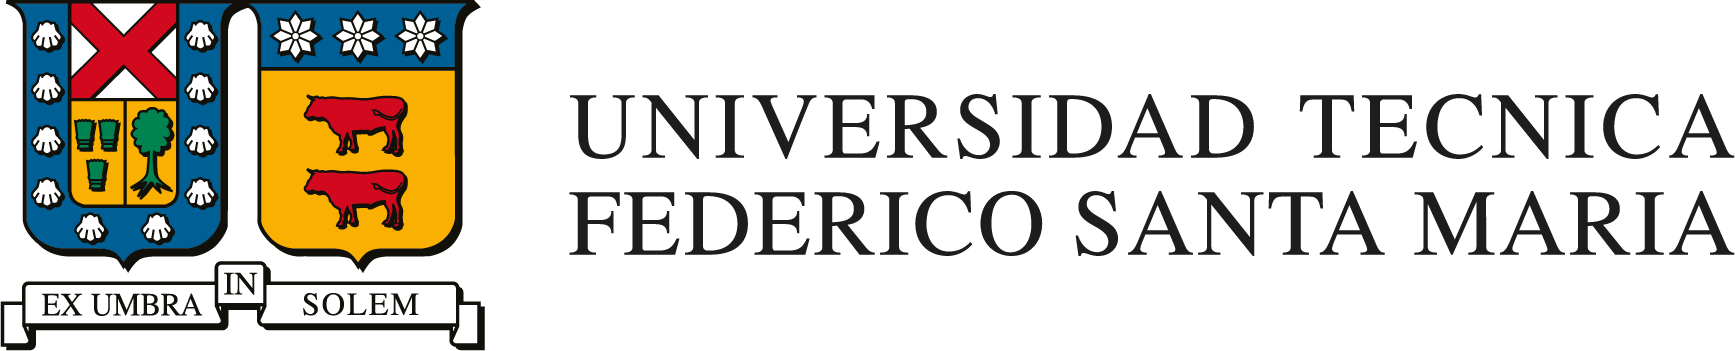 UNIVERSIDAD TECNICA
FEDERICO SANTA MARIA
EX UMBRA IN SOLEM